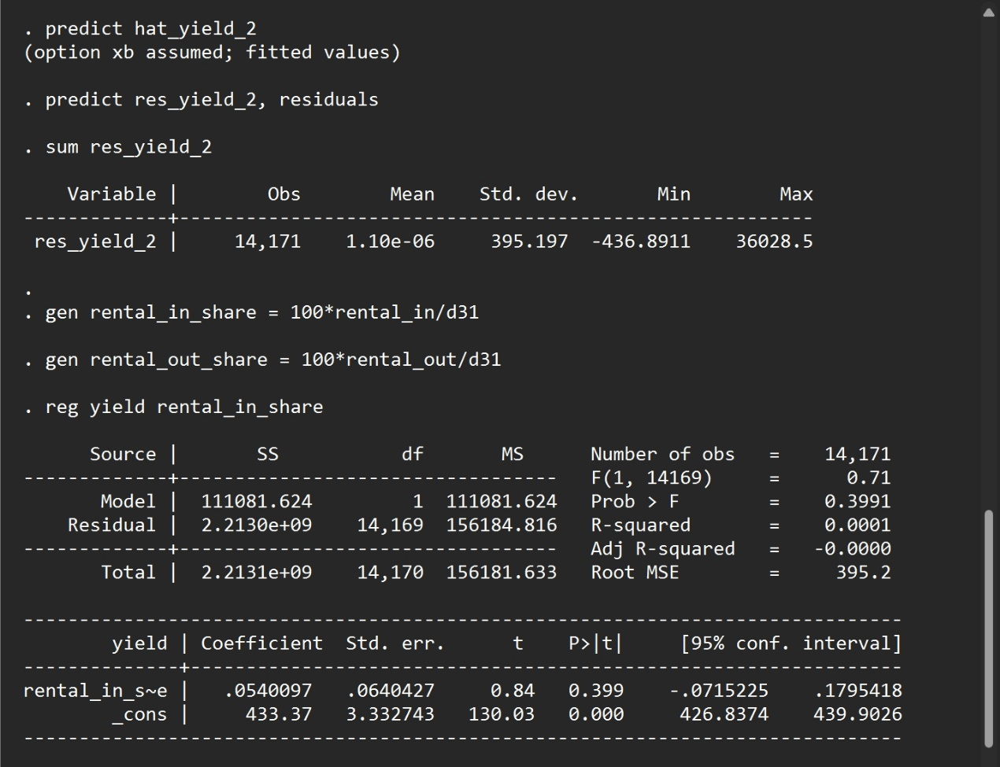 . predict hat_yield_2
(option xb assumed; fitted values)
. predict res_yield_2, residuals
. sum res_yield_2
    Variable |        Obs        Mean    Std. dev.       Min        Max
-------------+---------------------------------------------------------
 res_yield_2 |     14,171    1.10e-06     395.197  -436.8911    36028.5
.
. gen rental_in_share = 100*rental_in/d31
. gen rental_out_share = 100*rental_out/d31
. reg yield rental_in_share
      Source |       SS           df       MS      Number of obs   =    14,171
-------------+----------------------------------   F(1, 14169)     =      0.71
       Model |  111081.624         1  111081.624   Prob > F        =    0.3991
    Residual |  2.2130e+09    14,169  156184.816   R-squared       =    0.0001
-------------+----------------------------------   Adj R-squared   =   -0.0000
       Total |  2.2131e+09    14,170  156181.633   Root MSE        =     395.2
-------------------------------------------------------------------------------
        yield | Coefficient  Std. err.      t   P>|t|     [95% conf. interval]
--------------+----------------------------------------------------------------
rental_in_s~e |   .0540097   .0640427     0.84   0.399    -.0715225    .1795418
        _cons |     433.37   3.332743   130.03   0.000     426.8374    439.9026
-------------------------------------------------------------------------------